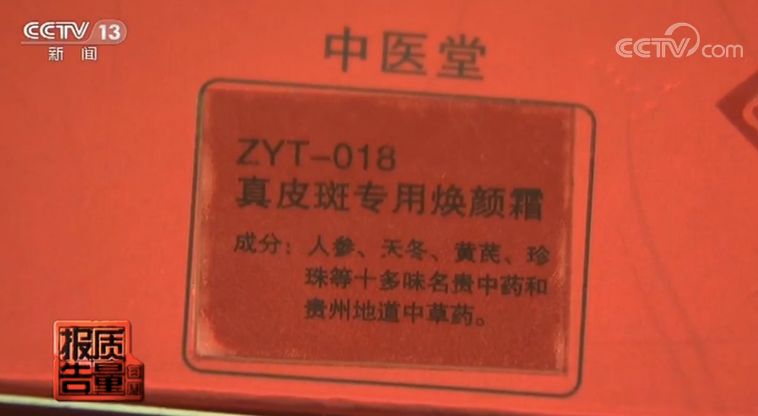 CCTV 13
新闻
CCTV.com
中医堂
ZYT-018
真皮斑专用焕颜霜
成分：人参、天冬、黄芪、珍
珠等十多味名贵中药和
贵州地道中草药。
质量
报告